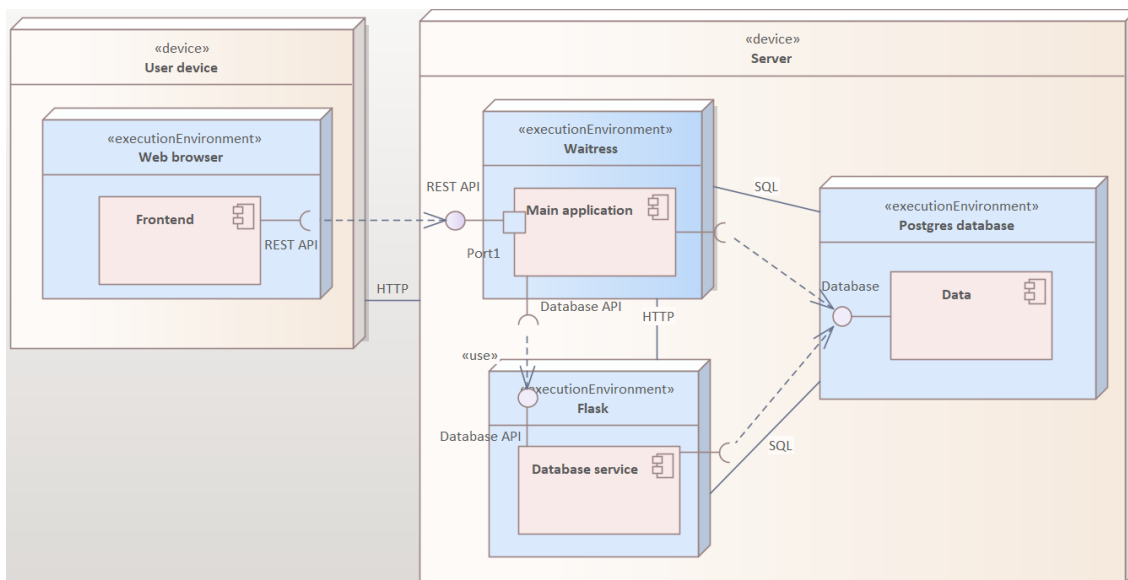 «device»
User device
«executionEnvironment»
Web browser
Frontend
REST API
HTTP
«device»
Server
«executionEnvironment»
Waitress
REST API
Main application
Port1
Database API
HTTP
SQL
«executionEnvironment»
Postgres database
Database
Data
«use»
«executionEnvironment»
Flask
Database API
Database service
SQL